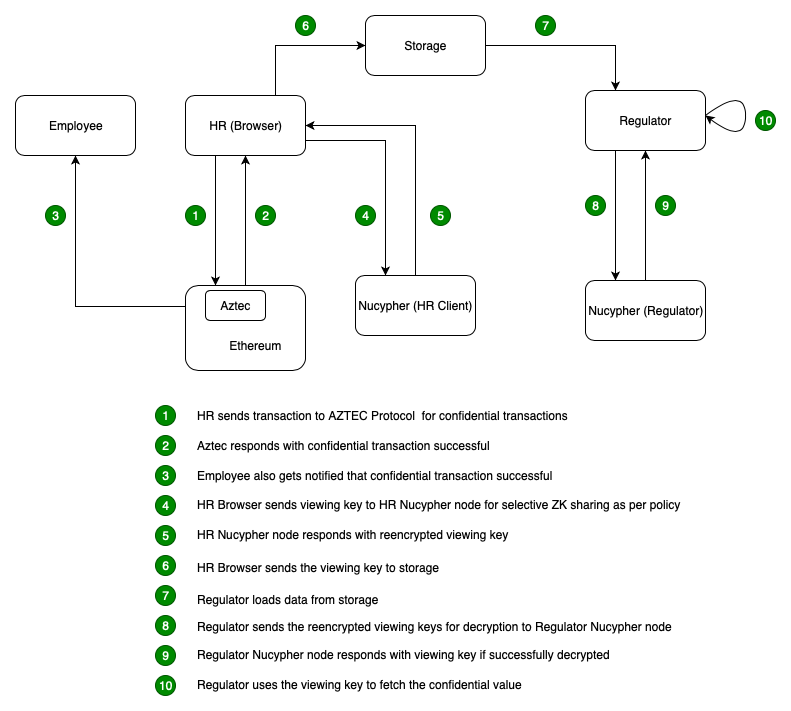 6
Storage
7
Employee
HR (Browser)
Regulator
10
3
1
2
4
5
8
9
Aztec
Ethereum
Nucypher (HR Client)
Nucypher (Regulator)
1 HR sends transaction to AZTEC Protocol for confidential transactions
2 Aztec responds with confidential transaction successful
3 Employee also gets notified that confidential transaction successful
4 HR Browser sends viewing key to HR Nucypher node for selective ZK sharing as per policy
5 HR Nucypher node responds with reencrypted viewing key
6 HR Browser sends the viewing key to storage
7 Regulator loads data from storage
8 Regulator sends the reencrypted viewing keys for decryption to Regulator Nucypher node
9 Regulator Nucypher node responds with viewing key if successfully decrypted
10 Regulator uses the viewing key to fetch the confidential value